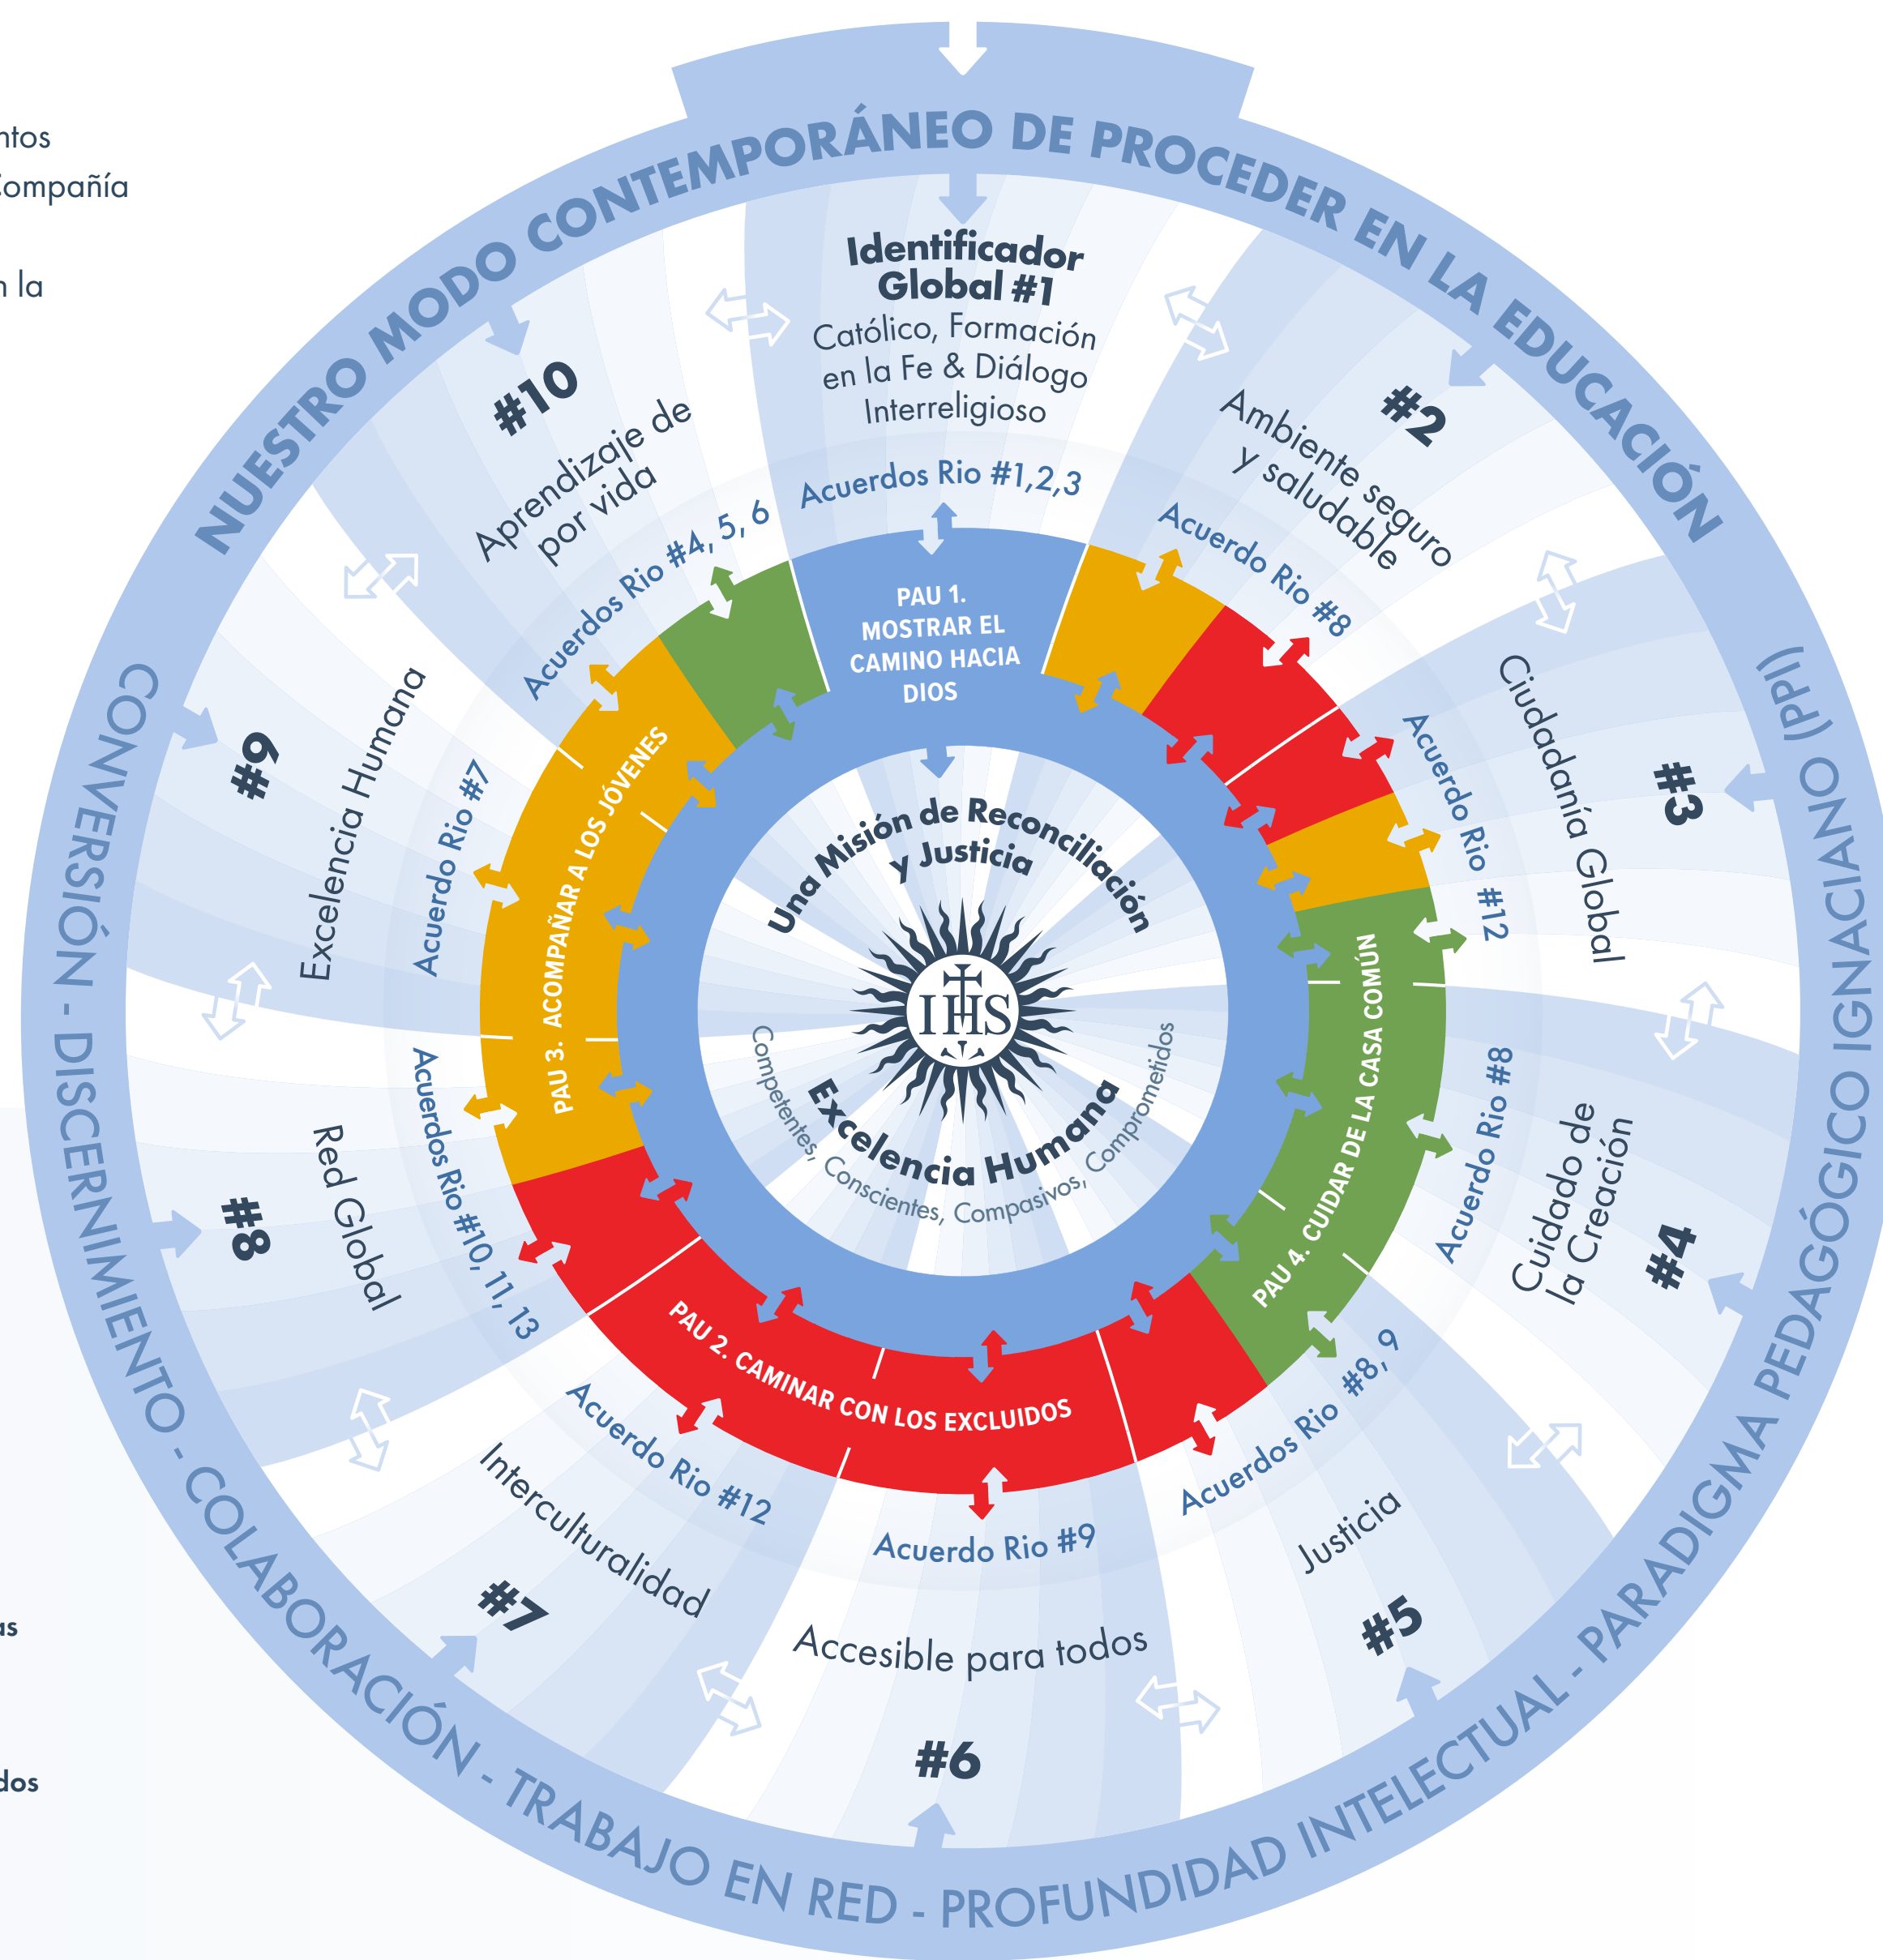 ntos
Compañía
n la
as
dos
NUESTRO MODO CONTEMPORÁNEO DE PROCEDER EN LA EDUCACIÓN
CONVERSIÓN - DISCERNIMIENTO - COLABORACIÓN - TRABAJO EN RED - PROFUNDIDAD INTELECTUAL - PARADIGMA PEDAGÓGICO IGNACIANO (PPI)
Identificador
Global #1
Católico, Formación
en la Fe & Diálogo
Interreligioso
Acuerdos Rio #1,2,3
#2
Ambiente seguro
y saludable
Acuerdo Rio #8
#3
Ciudadanía Global
Acuerdo Rio #12
#4
Cuidado de
la Creación
Acuerdo Rio #8
#5
Justicia
Acuerdos Rio #8, 9
#6
Accesible para todos
Acuerdo Rio #9
#7
Interculturalidad
Acuerdo Rio #12
#8
Red Global
Acuerdos Rio #10, 11, 13
#9
Excelencia Humana
Acuerdo Rio #7
#10
Aprendizaje de
por vida
Acuerdos Rio #4, 5, 6
PAU 1.
MOSTRAR EL
CAMINO HACIA
DIOS
PAU 2. CAMINAR CON LOS EXCLUIDOS
PAU 3. ACOMPAÑAR A LOS JÓVENES
PAU 4. CUIDAR DE LA CASA COMÚN
Una Misión de Reconciliación
y Justicia
IHS
Excelencia Humana
Competentes, Conscientes, Compasivos, Comprometidos